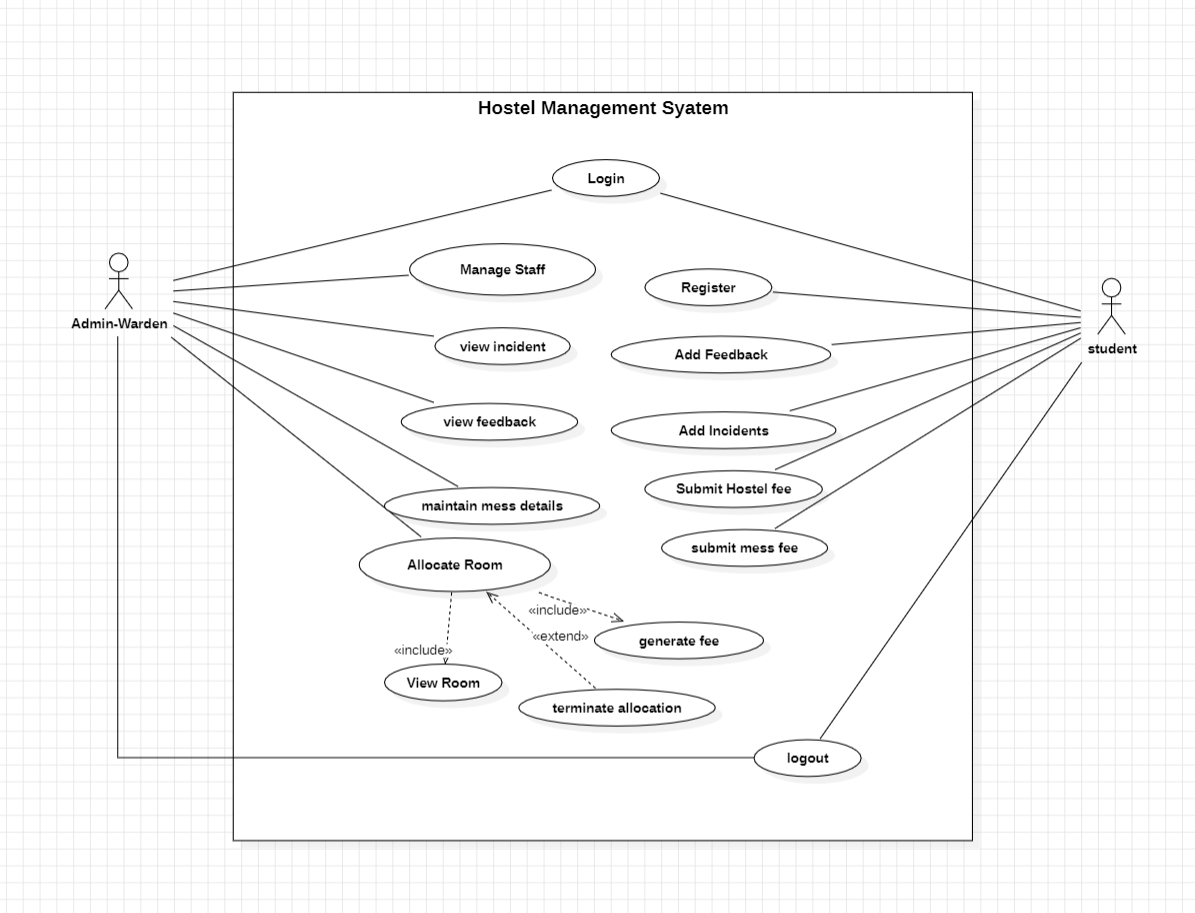 Hostel Management Syatem
Login
Manage Staff
Register
Admin-Warden
view incident
student
Add Feedback
view feedback
Add Incidents
Submit Hostel fee
maintain mess details
submit mess fee
Allocate Room
«include»
«extend»
generate fee
«include»
View Room
terminate allocation
logout